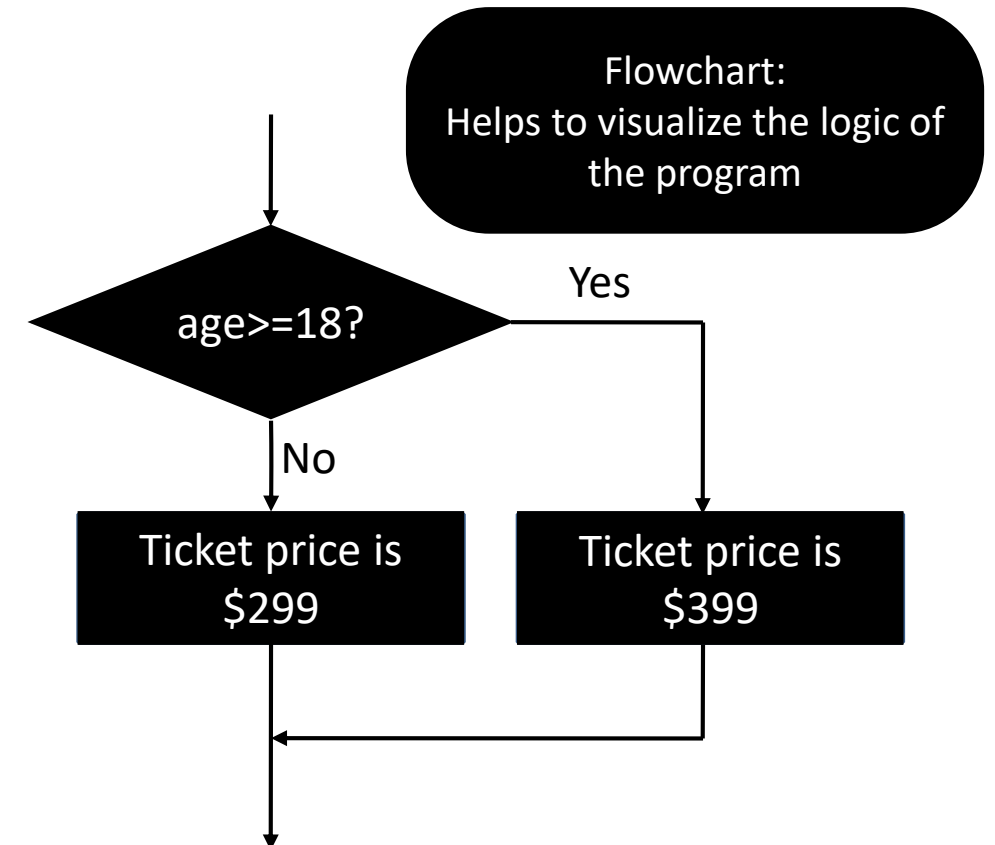 Flowchart:
Helps to visualize the logic of
the program
Yes
age>=18?
No
Ticket price is
$299
Ticket price is
$399